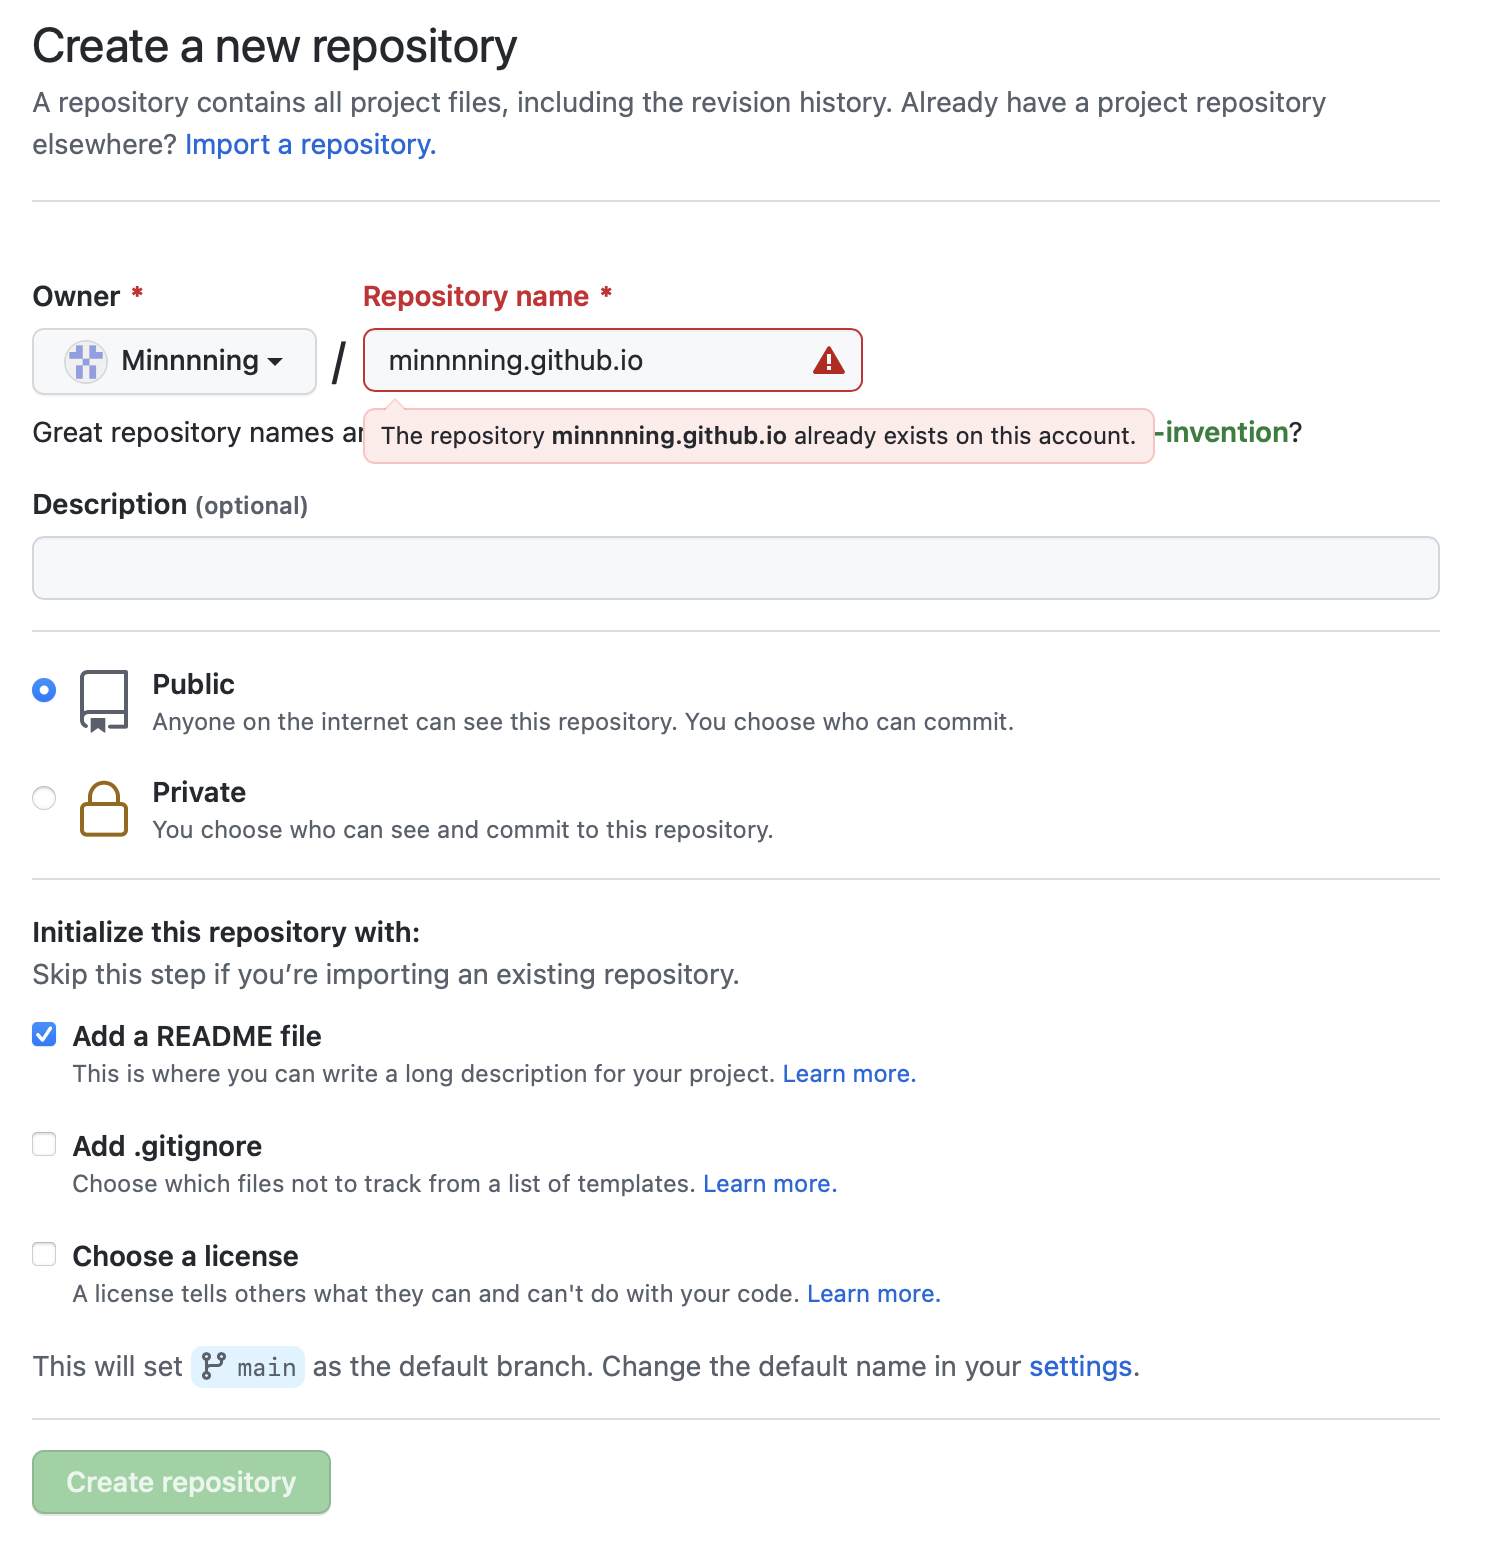 Create a new repository
A repository contains all project files, including the revision history. Already have a project repository
elsewhere? Import a repository.
Owner * Repository name *
Minnnning / minnnning.github.io
Great repository names -invention?
The repository minnnning.github.io already exists on this account.
Description (optional)
Public
Anyone on the internet can see this repository. You choose who can commit.
Private
You choose who can see and commit to this repository.
Initialize this repository with:
Skip this step if you’re importing an existing repository.
Add a README file
This is where you can write a long description for your project. Learn more.
Add .gitignore
Choose which files not to track from a list of templates. Learn more.
Choose a license
A license tells others what they can and can't do with your code. Learn more.
This will set main as the default branch. Change the default name in your settings.
Create repository